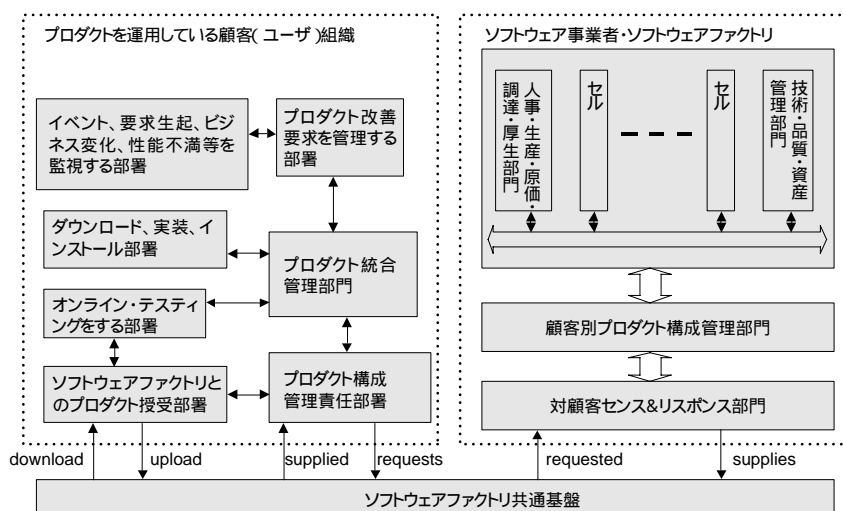 プロダクトを運用している顧客(ユーザ)組織
イベント、要求生起、ビジ
ネス変化、性能不満等を
監視する部署
プロダクト改善
要求を管理する
部署
ダウンロード、実装、イン
ストール部署
プロダクト統合
管理部門
オンライン・テスティ
ングをする部署
ソフトウェアファクトリと
のプロダクト授受部署
プロダクト構成
管理責任部署
ソフトウェア事業者・ソフトウェアファクトリ
人事・生産・原価・
調達・厚生部門
セル
セル
技術・品質・資産
管理部門
顧客別プロダクト構成管理部門
対顧客センス&リスポンス部門
download
upload
supplied
requests
requested
supplies
ソフトウェアファクトリ共通基盤